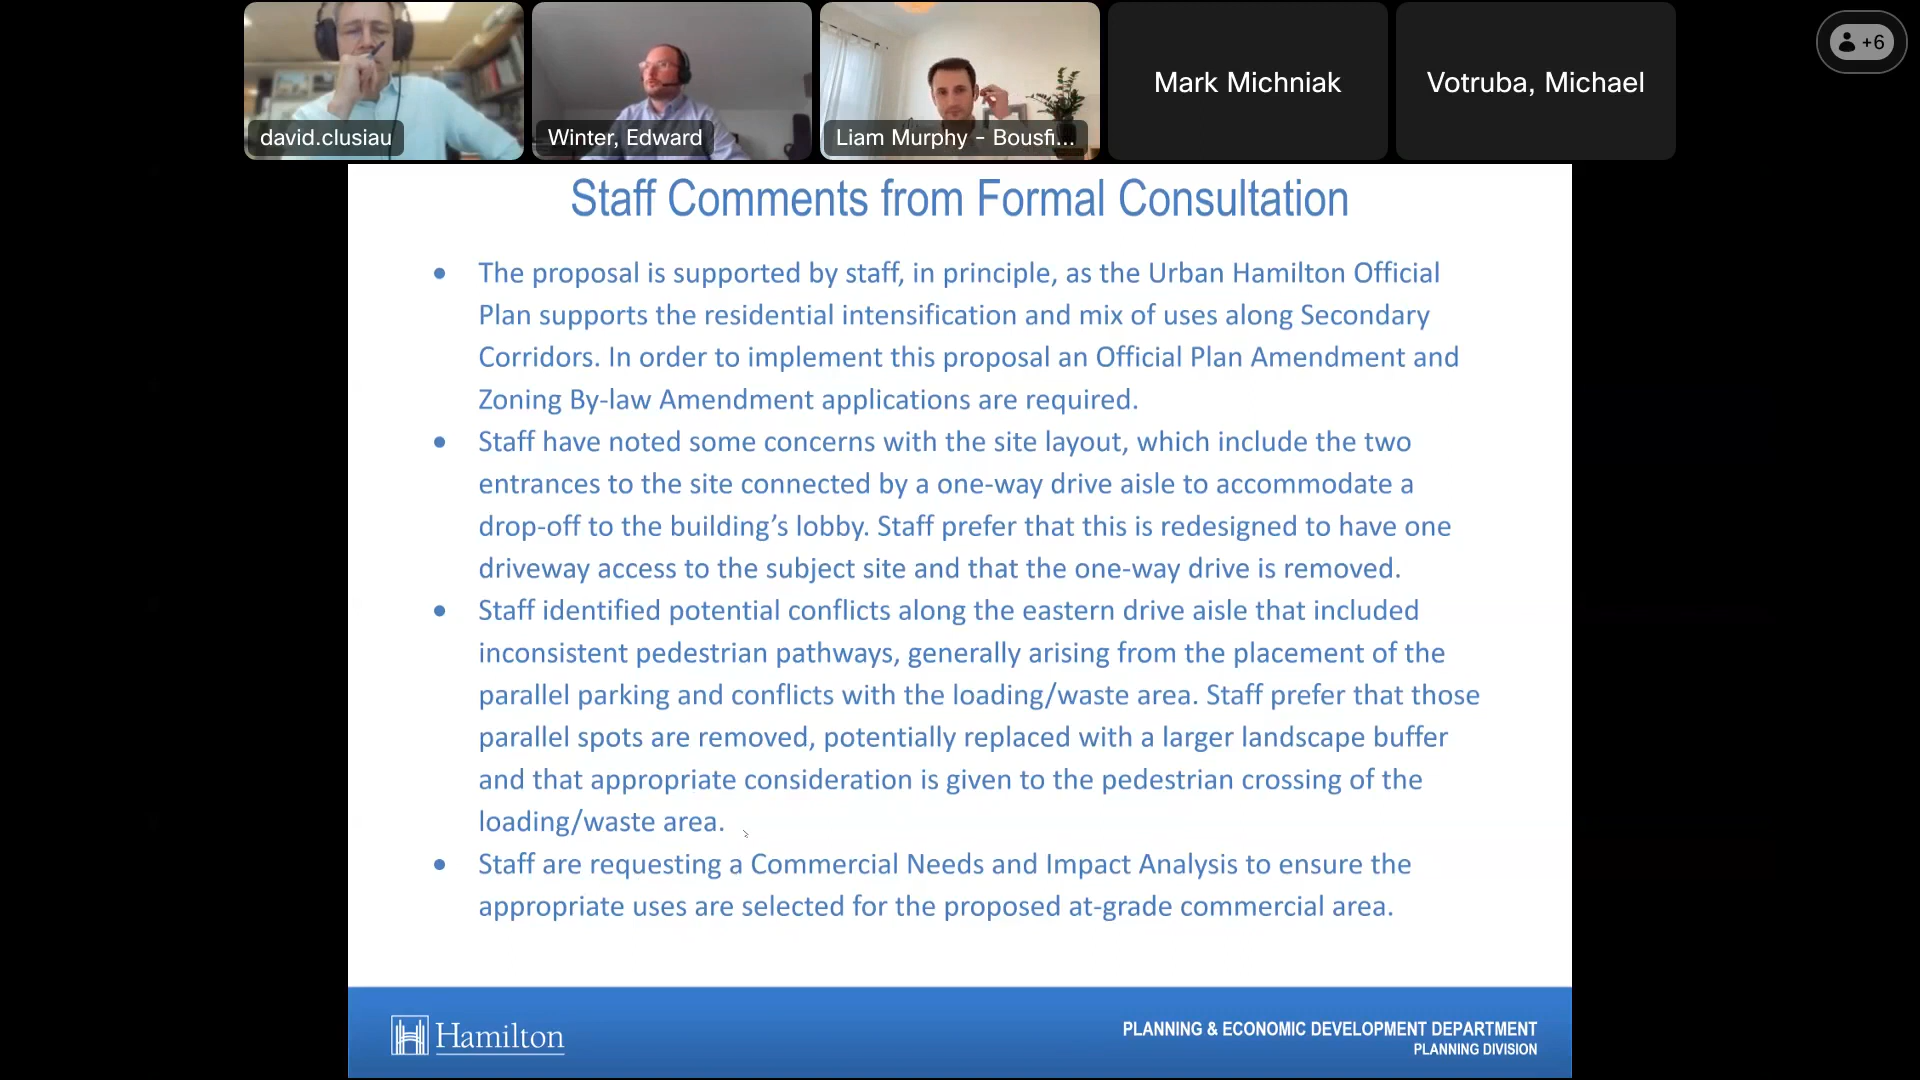 david.clusiau
Winter, Edward
Liam Murphy - Bousfi...
Mark Michniak
Votruba, Michael
+6
Staff Comments from Formal Consultation
• The proposal is supported by staff, in principle, as the Urban Hamilton Official
Plan supports the residential intensification and mix of uses along Secondary
Corridors. In order to implement this proposal an Official Plan Amendment and
Zoning By-law Amendment applications are required.
• Staff have noted some concerns with the site layout, which include the two
entrances to the site connected by a one-way drive aisle to accommodate a
drop-off to the building’s lobby. Staff prefer that this is redesigned to have one
driveway access to the subject site and that the one-way drive is removed.
• Staff identified potential conflicts along the eastern drive aisle that included
inconsistent pedestrian pathways, generally arising from the placement of the
parallel parking and conflicts with the loading/waste area. Staff prefer that those
parallel spots are removed, potentially replaced with a larger landscape buffer
and that appropriate consideration is given to the pedestrian crossing of the
loading/waste area.
• Staff are requesting a Commercial Needs and Impact Analysis to ensure the
appropriate uses are selected for the proposed at-grade commercial area.
Hamilton
PLANNING & ECONOMIC DEVELOPMENT DEPARTMENT
PLANNING DIVISION